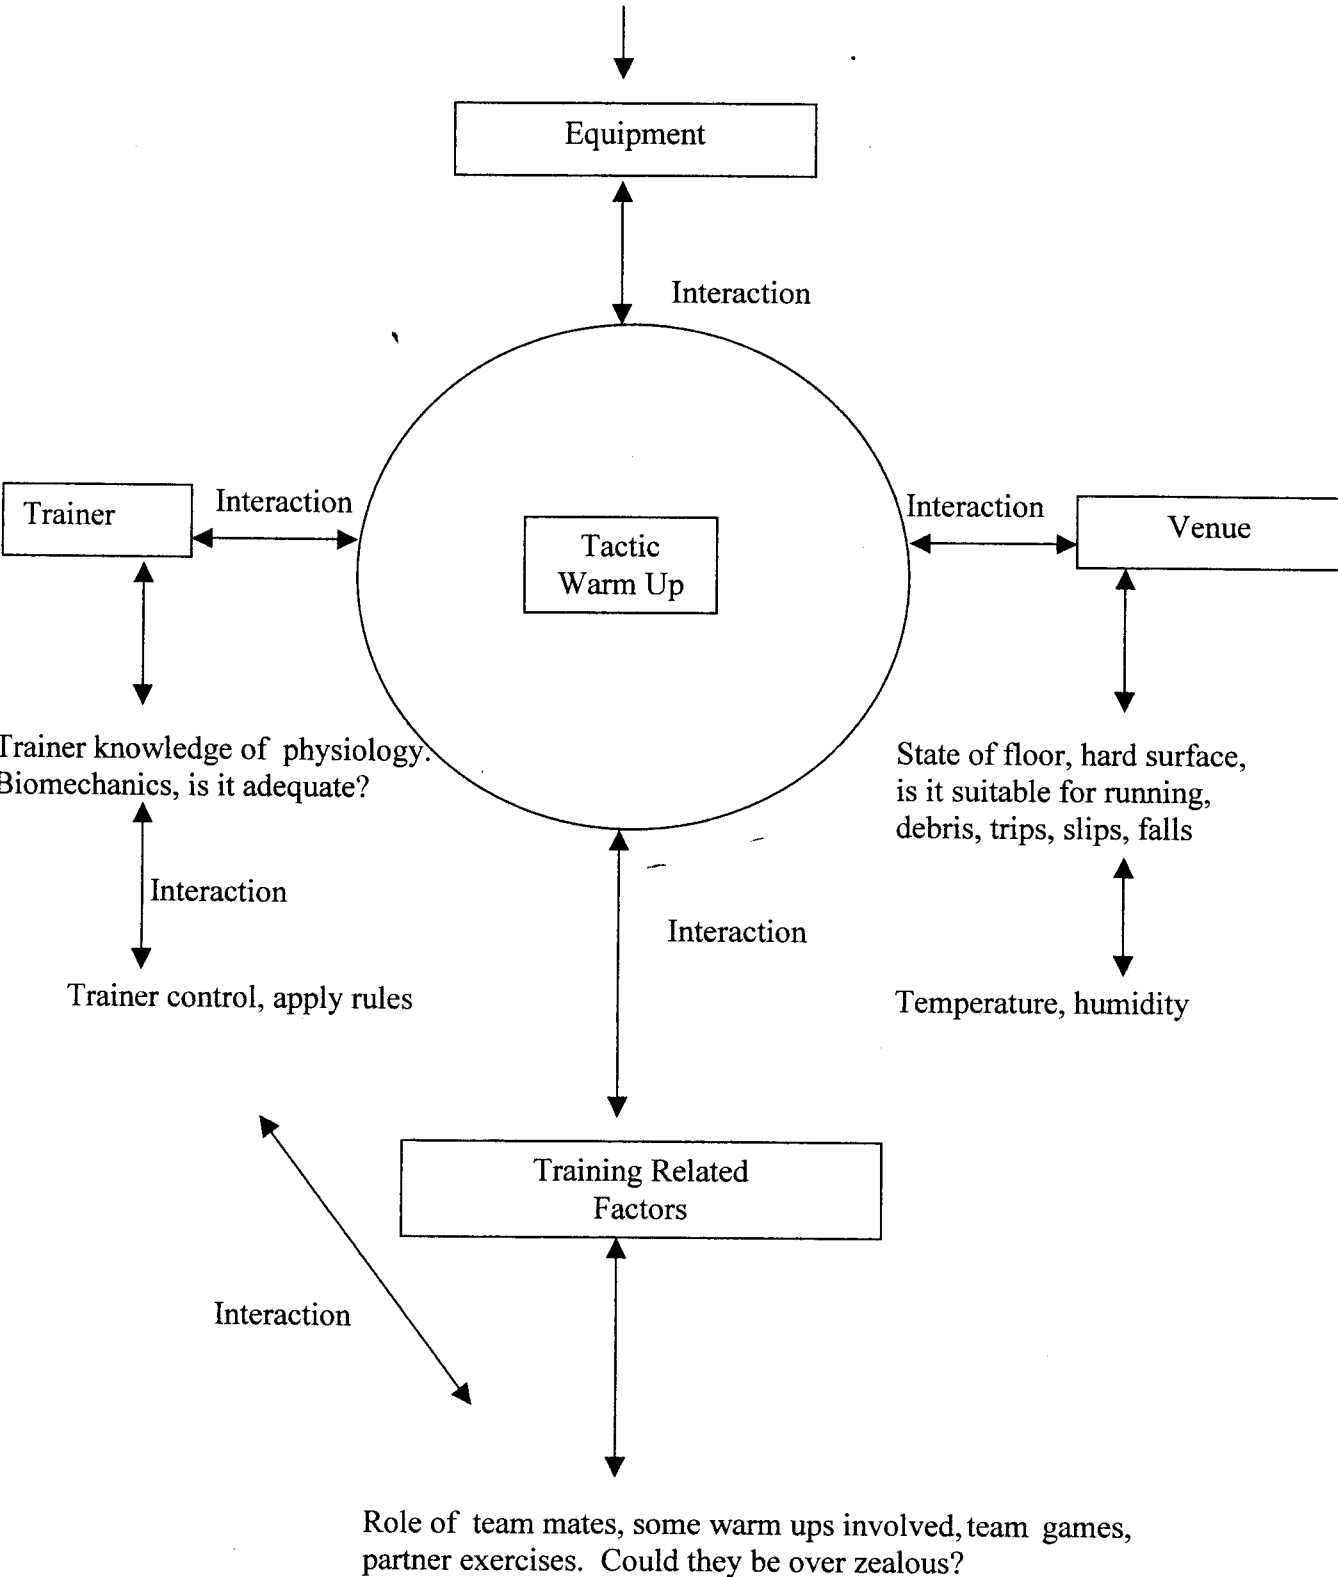 Equipment
Interaction
Trainer
Interaction
Interaction
Venue
Tactic
Warm Up
Trainer knowledge of physiology.
Biomechanics, is it adequate?
State of floor, hard surface,
is it suitable for running,
debris, trips, slips, falls
Interaction
Interaction
Trainer control, apply rules
Temperature, humidity
Training Related
Factors
Interaction
Role of team mates, some warm ups involved, team games,
partner exercises. Could they be over zealous?